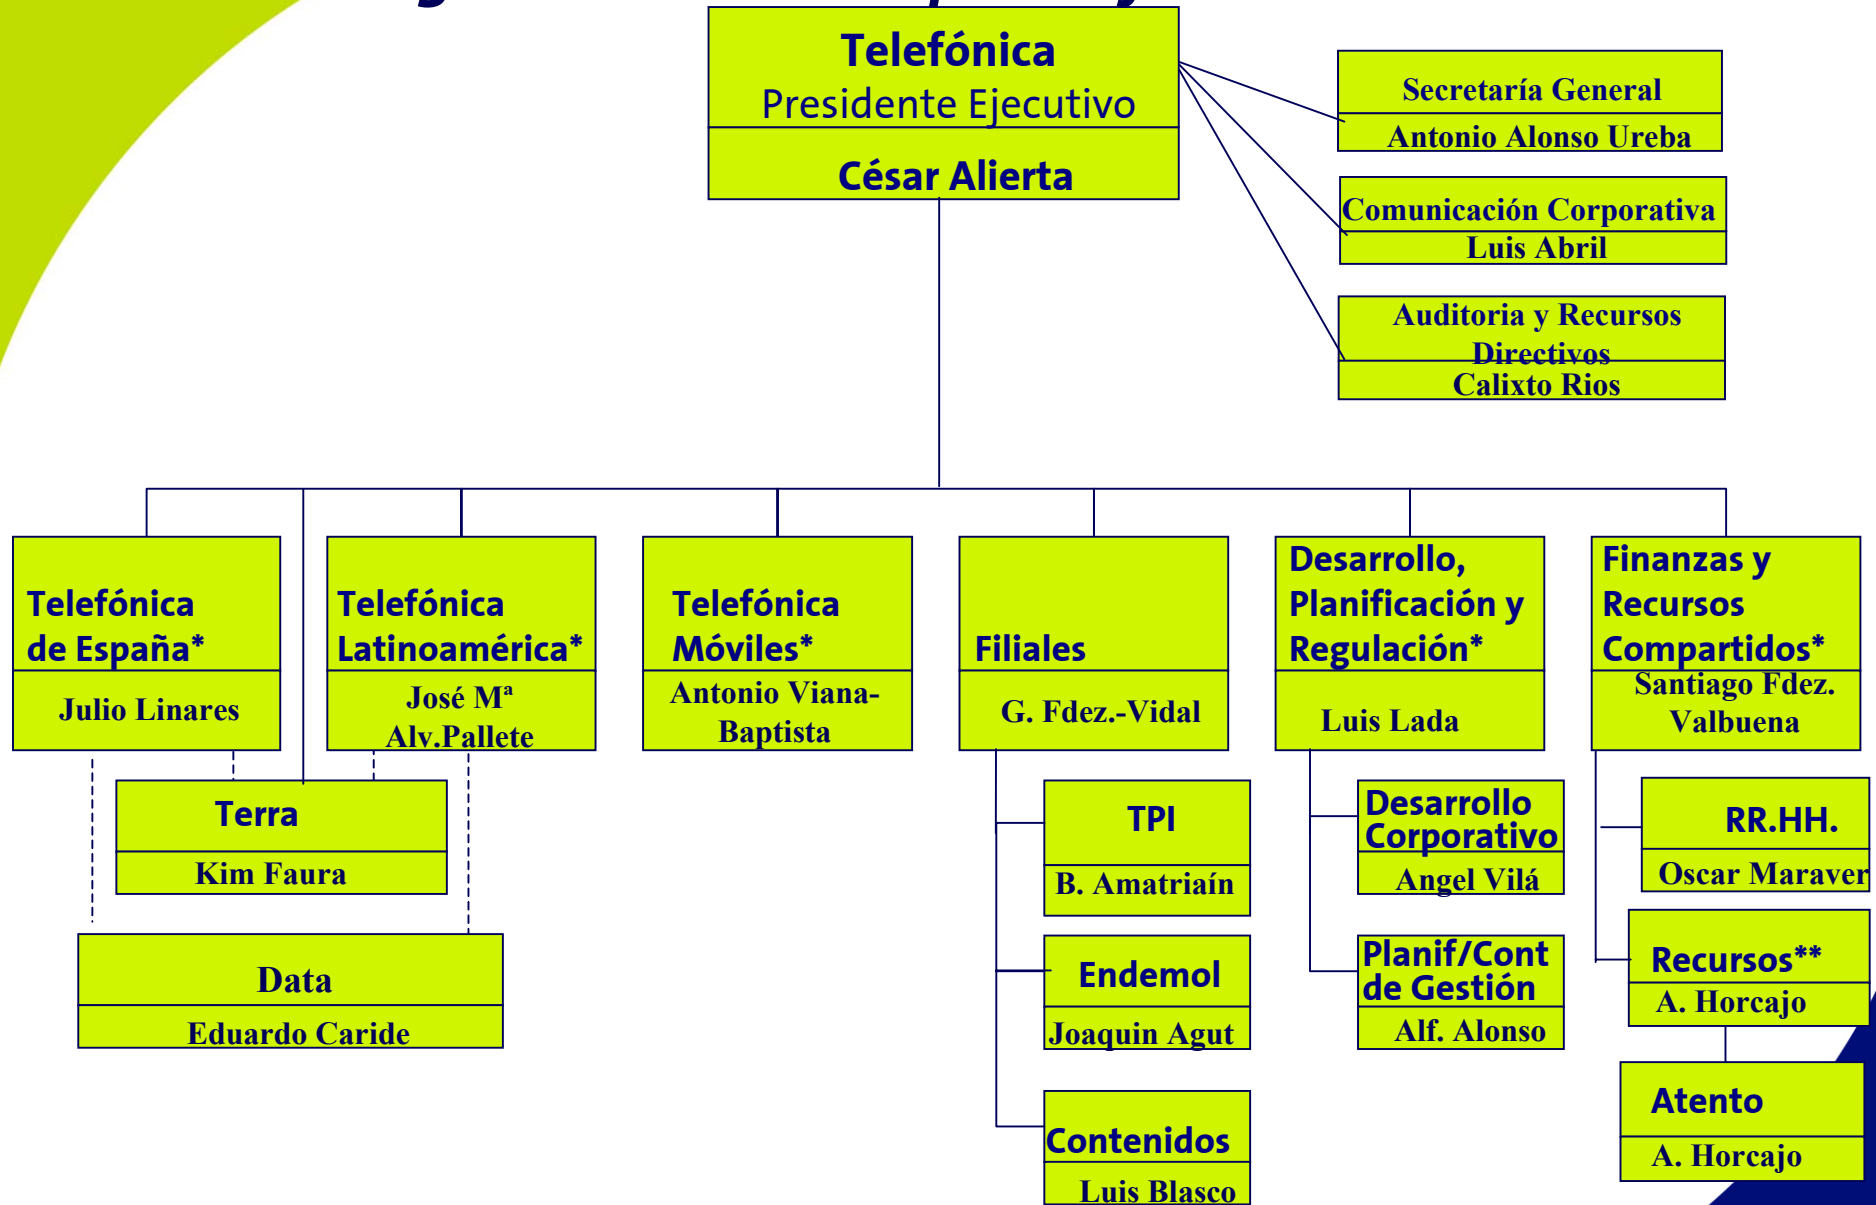 Telefónica
Presidente Ejecutivo
César Alierta
Secretaría General
Antonio Alonso Ureba
Comunicación Corporativa
Luis Abril
Auditoria y Recursos
Directivos
Calixto Rios
Telefónica
de España*
Julio Linares
Telefónica
Latinoamérica*
José Mª
Alv.Pallete
Telefónica
Móviles*
Antonio Viana-
Baptista
Filiales
G. Fdez.-Vidal
Desarrollo,
Planificación y
Regulación*
Luis Lada
Finanzas y
Recursos
Compartidos*
Santiago Fdez.
Valbuena
Terra
Kim Faura
Data
Eduardo Caride
TPI
B. Amatriaín
Endemol
Joaquin Agut
Contenidos
Luis Blasco
Desarrollo
Corporativo
Angel Vilá
Planif/Cont
de Gestión
Alf. Alonso
RR.HH.
Oscar Maraver
Recursos**
A. Horcajo
Atento
A. Horcajo